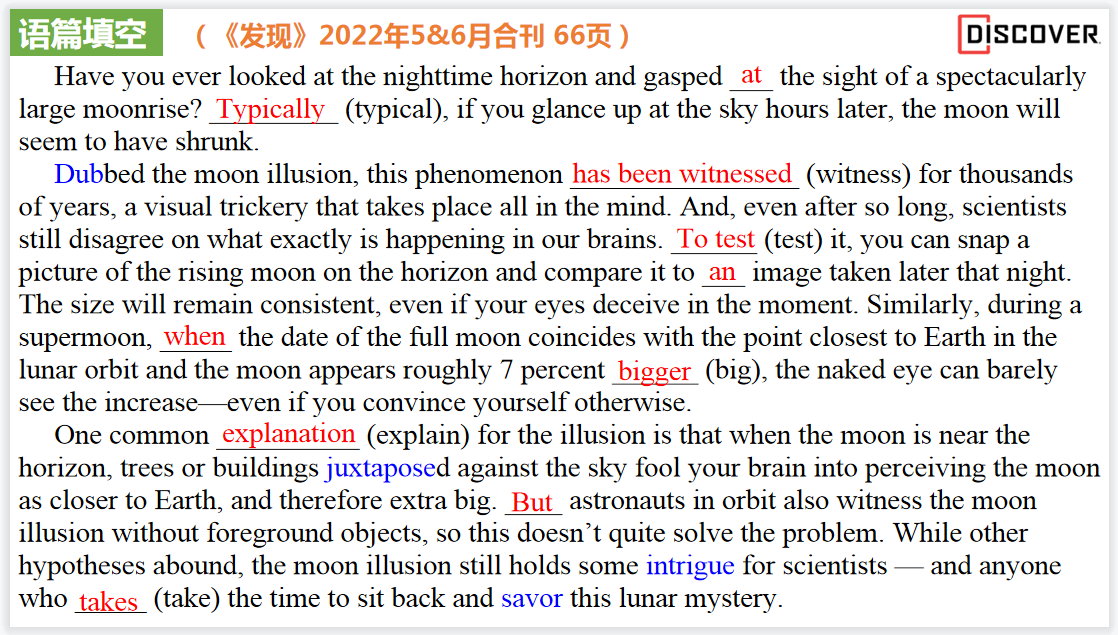 语篇填空 （《发现》2022年5&6月合刊 66页） DISCOVER.
Have you ever looked at the nighttime horizon and gasped at the sight of a spectacularly
large moonrise? Typically (typical), if you glance up at the sky hours later, the moon will
seem to have shrunk.
Dubbed the moon illusion, this phenomenon has been witnessed (witness) for thousands
of years, a visual trickery that takes place all in the mind. And, even after so long, scientists
still disagree on what exactly is happening in our brains. To test (test) it, you can snap a
picture of the rising moon on the horizon and compare it to an image taken later that night.
The size will remain consistent, even if your eyes deceive in the moment. Similarly, during a
supermoon, when the date of the full moon coincides with the point closest to Earth in the
lunar orbit and the moon appears roughly 7 percent bigger (big), the naked eye can barely
see the increase—even if you convince yourself otherwise.
One common explanation (explain) for the illusion is that when the moon is near the
horizon, trees or buildings juxtaposed against the sky fool your brain into perceiving the moon
as closer to Earth, and therefore extra big. But astronauts in orbit also witness the moon
illusion without foreground objects, so this doesn’t quite solve the problem. While other
hypotheses abound, the moon illusion still holds some intrigue for scientists — and anyone
who takes (take) the time to sit back and savor this lunar mystery.